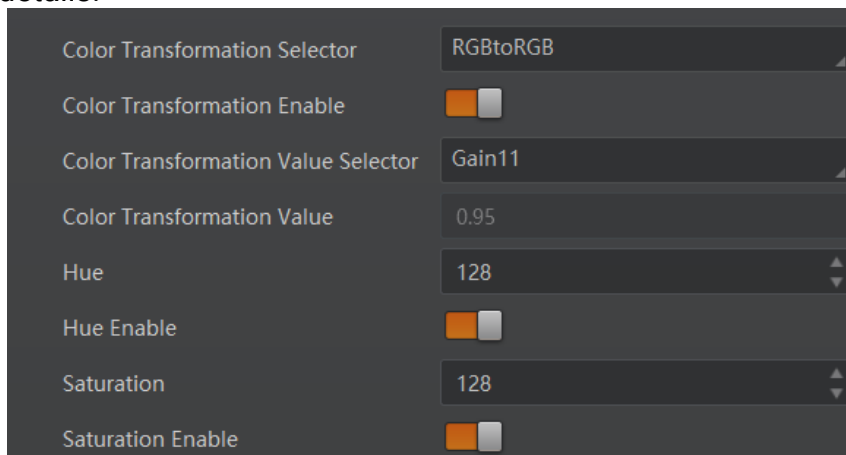 details.
Color Transformation Selector RGBtoRGB
Color Transformation Enable
Color Transformation Value Selector Gain11
Color Transformation Value 0.95
Hue 128
Hue Enable
Saturation 128
Saturation Enable